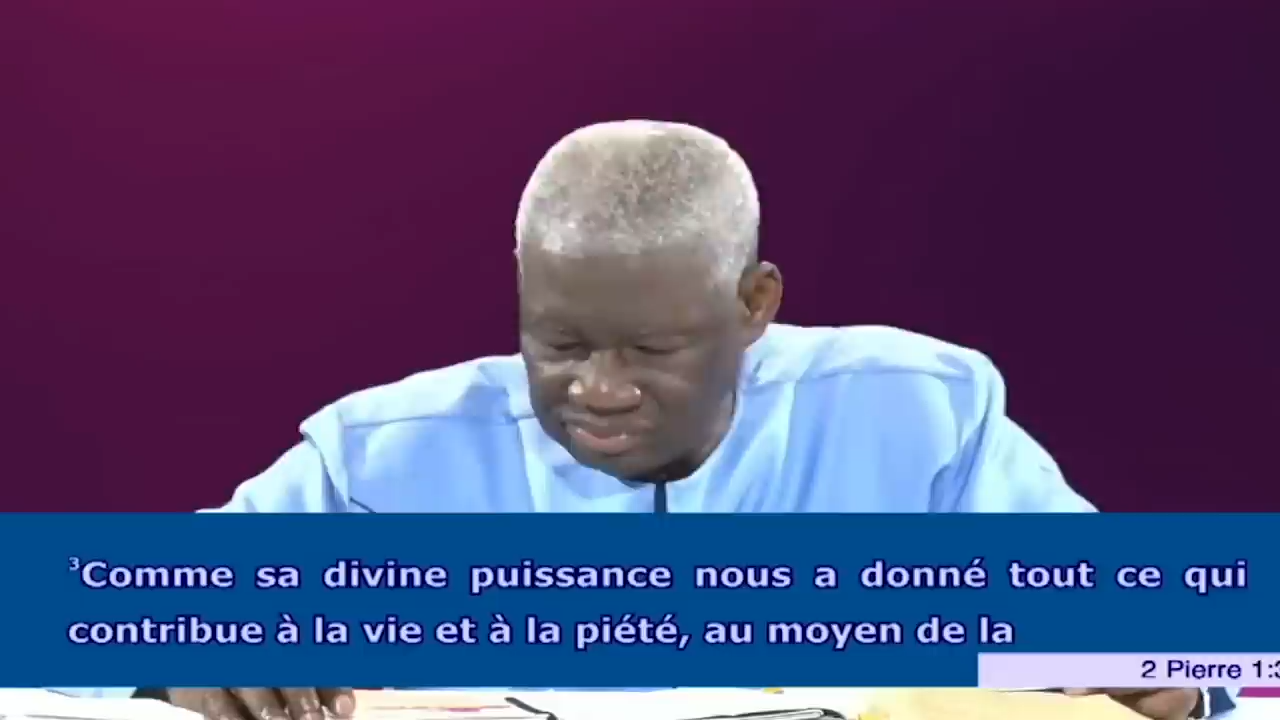 ³Comme sa divine puissance nous a donné tout ce qui
contribue à la vie et à la piété, au moyen de la
2 Pierre 1:3